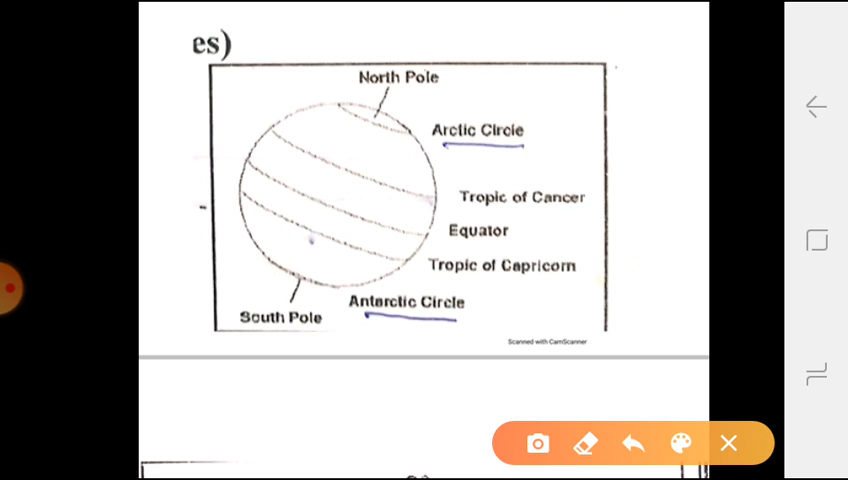 es)
North Pole
Arctic Circle
Tropic of Cancer
Equator
Tropic of Capricorn
Antarctic Circle
South Pole
Scanned with CamScanner